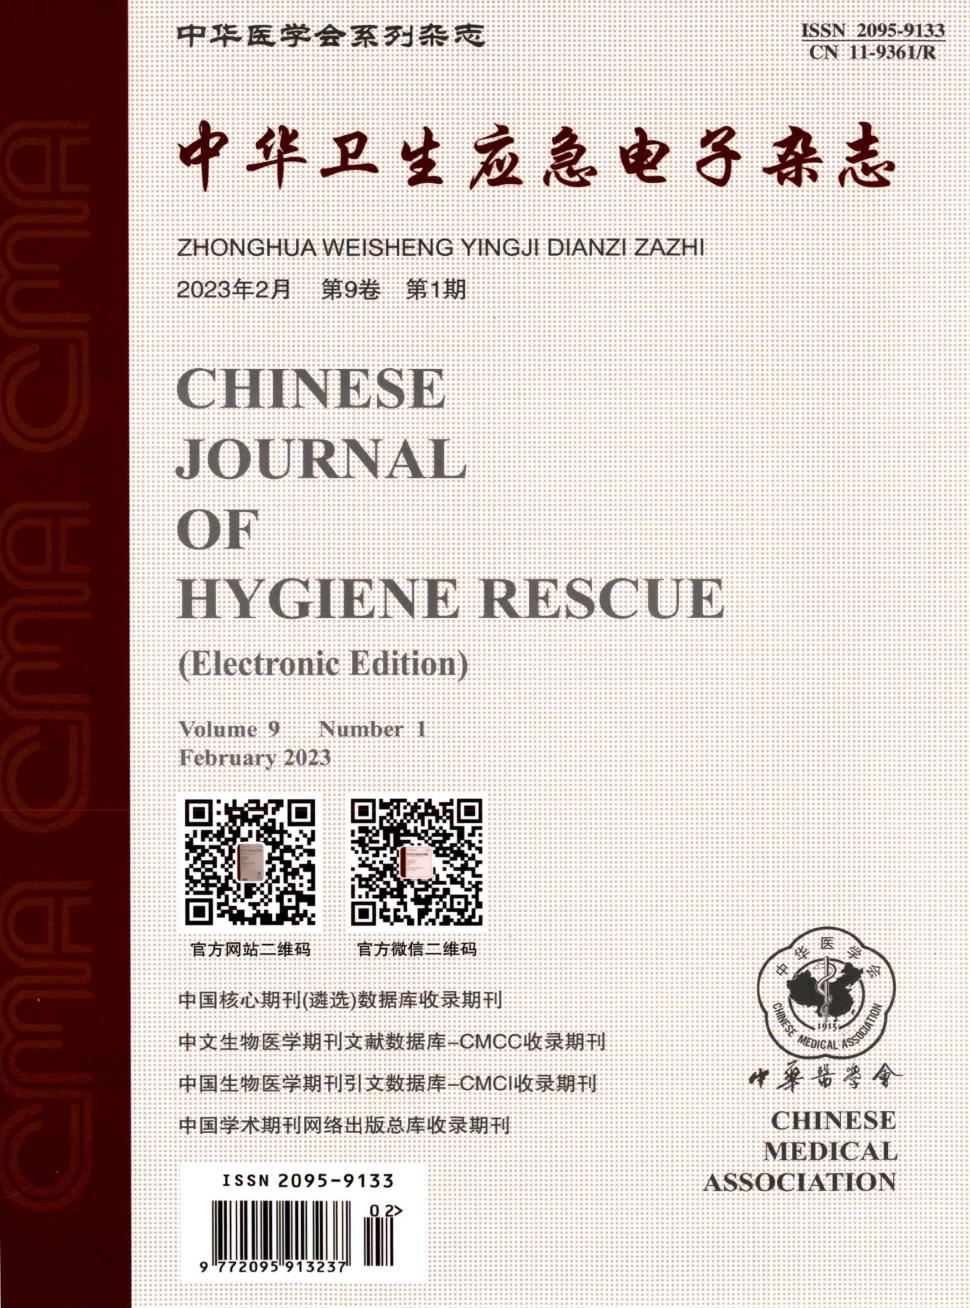 中华医学会系列杂志
ISSN 2095-9133
CN 11-9361/R
中华卫生应急电子杂志
ZHONGHUA WEISHENG YINGJI DIANZI ZAZHI
2023年2月 第9卷 第1期
CHINESE
JOURNAL
OF
HYGIENE RESCUE
(Electronic Edition)
Volume 9 Number 1
February 2023
官方网站二维码 官方微信二维码
中国核心期刊(遴选)数据库收录期刊
中文生物医学期刊文献数据库-CMCC收录期刊
中国生物医学期刊引文数据库-CMCI收录期刊
中国学术期刊网络出版总库收录期刊
ISSN 2095-9133
02>
9 772095 913237
中华医学会
1915
CHINESE MEDICAL ASSOCIATION
中華醫學會
CHINESE
MEDICAL
ASSOCIATION
CMA CMA CMA